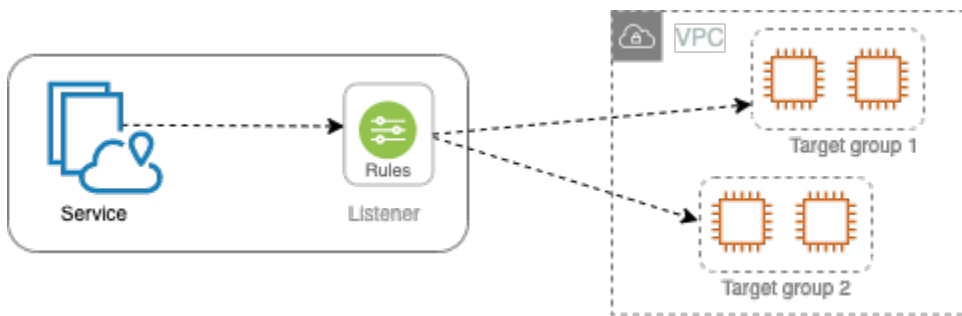 VPC
Target group 1
Rules
Service
Listener
Target group 2